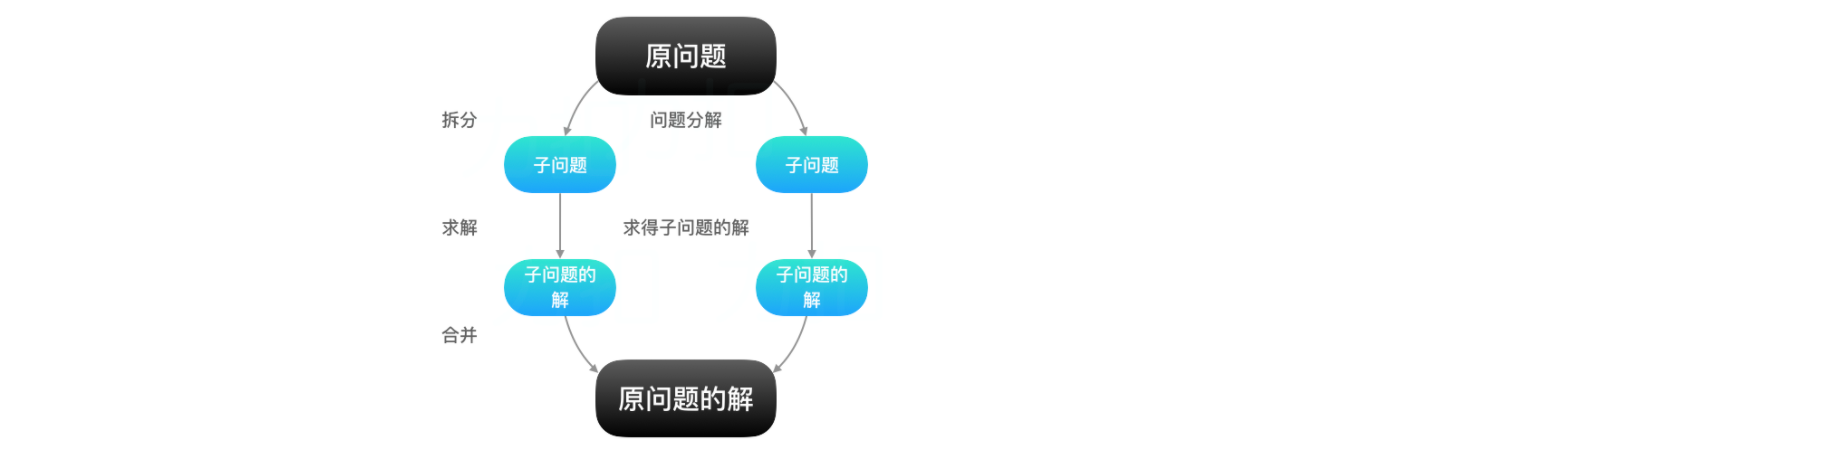 原问题
拆分
问题分解
子问题
子问题
求解
求得子问题的解
子问题的
解
子问题的
解
合并
原问题的解